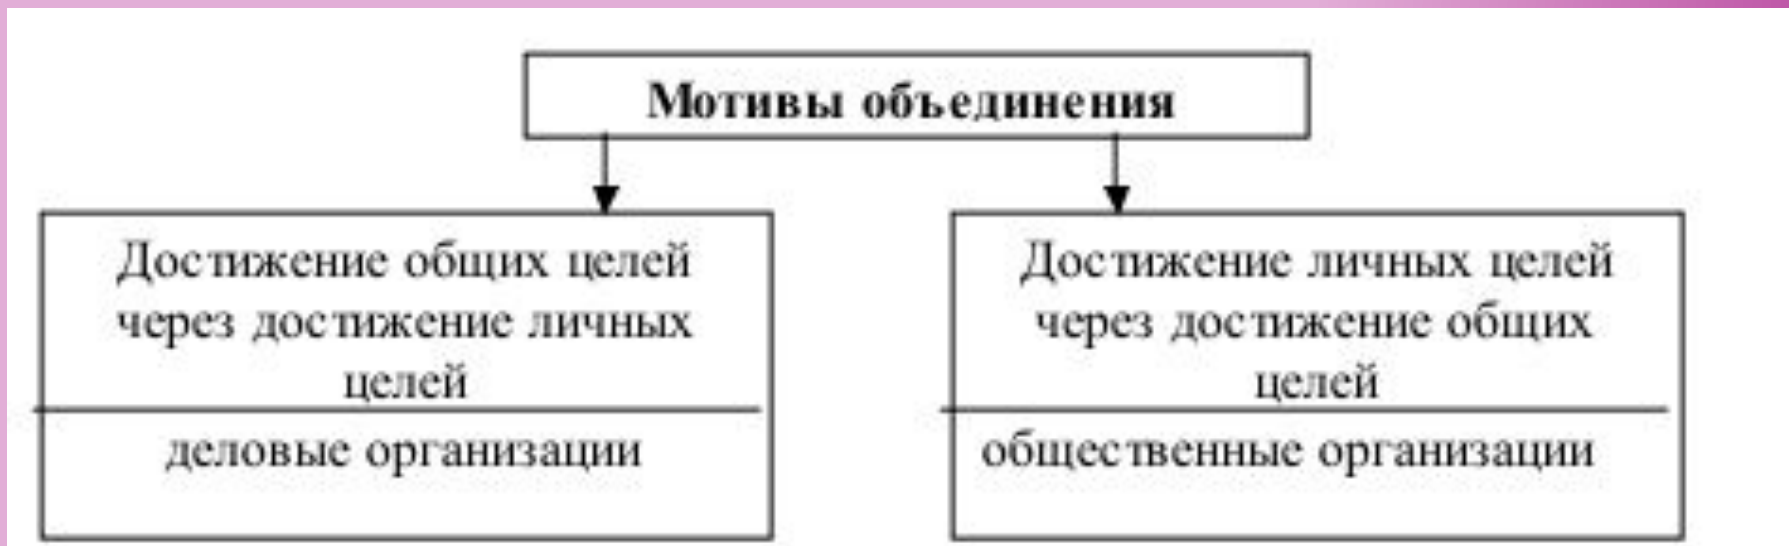 Мотивы объединения
Достижение общих целей
через достижение личных
целей
деловые организации
Достижение личных целей
через достижение общих
целей
общественные организации